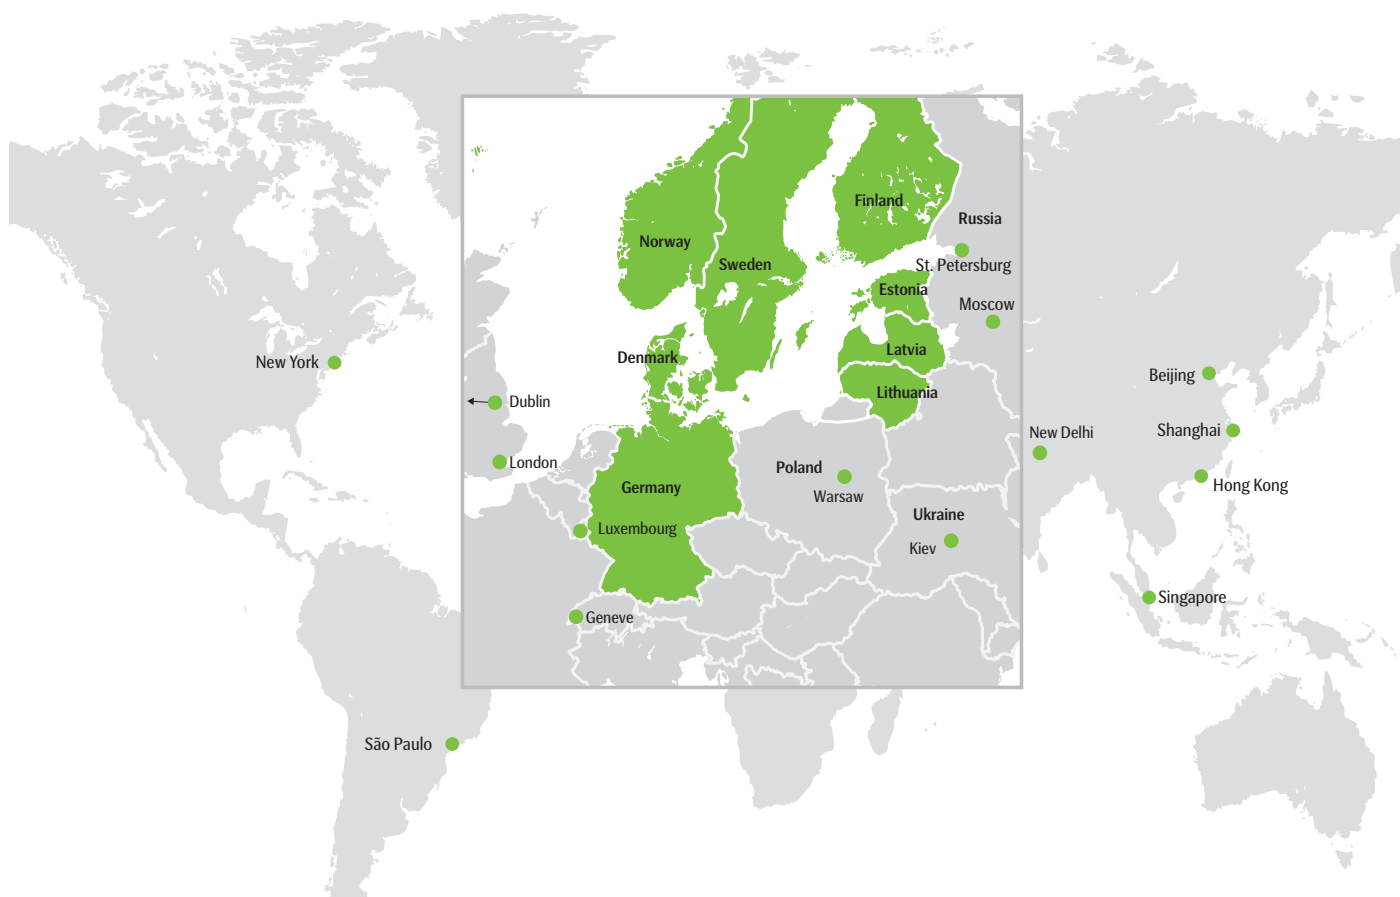 Finland
Russia
Norway
Sweden
St. Petersburg
Estonia
Moscow
Latvia
Denmark
New York
Beijing
Lithuania
Dublin
Shanghai
New Delhi
London
Poland
Germany
Warsaw
Hong Kong
Ukraine
Luxembourg
Kiev
Singapore
Geneve
São Paulo